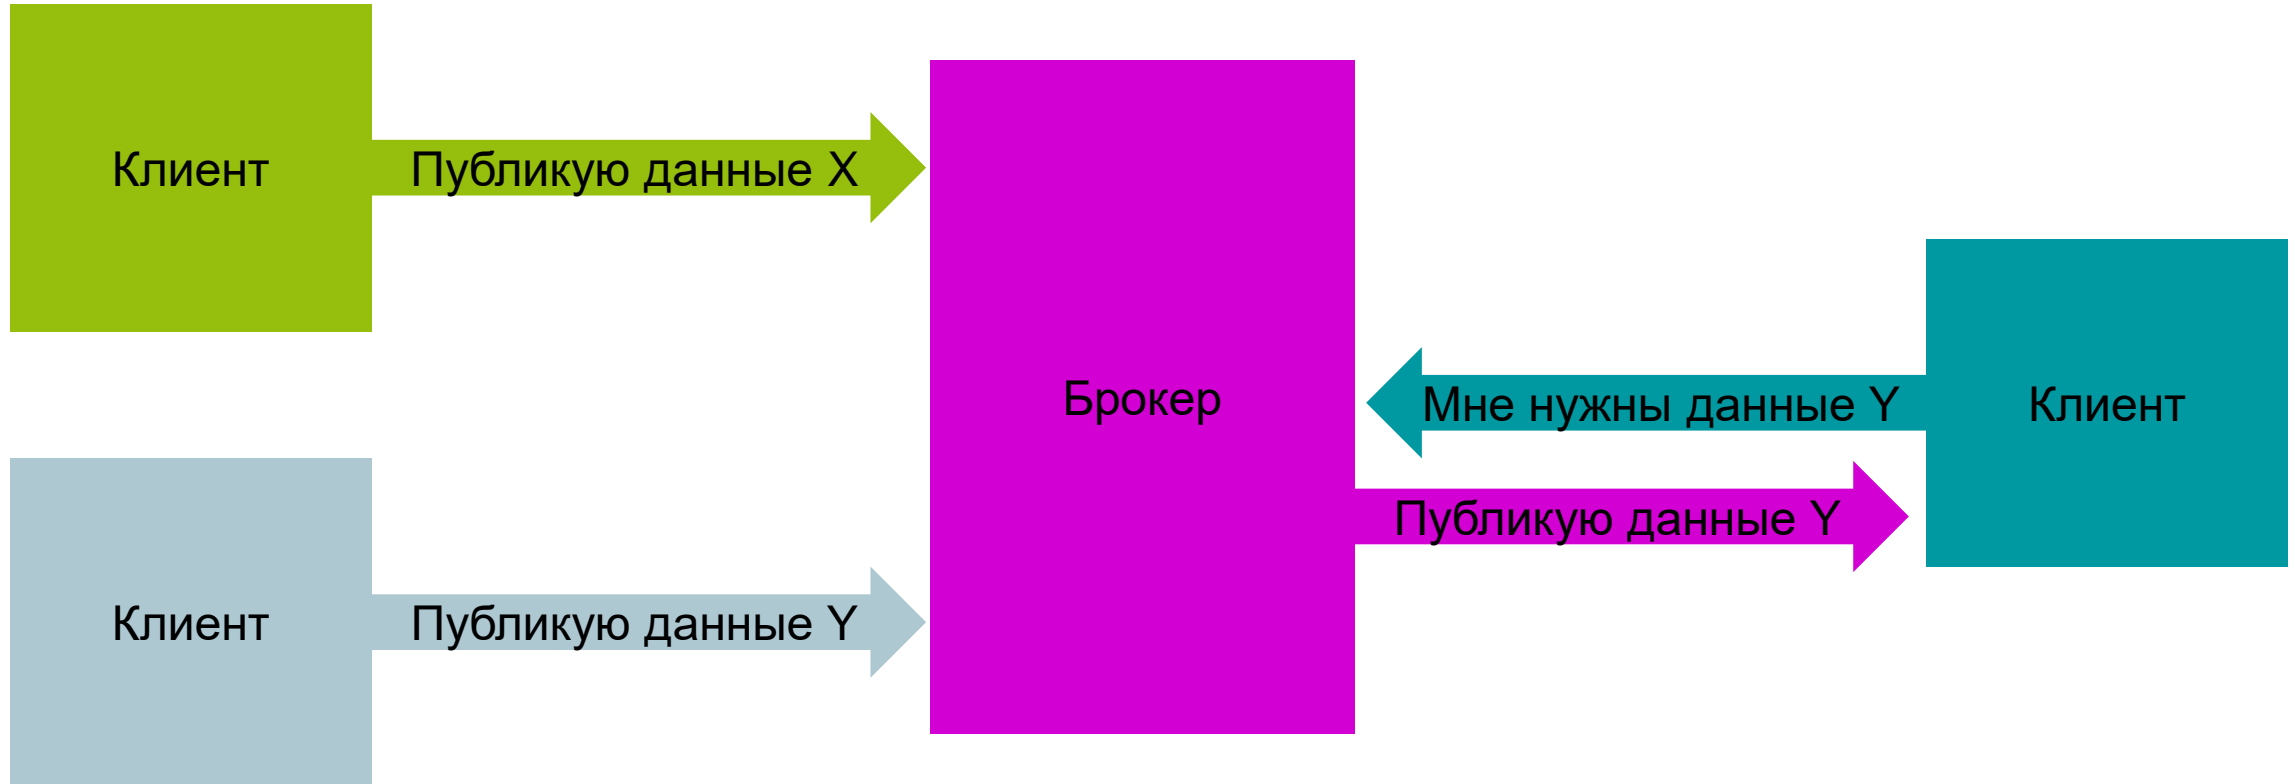 Клиент
Публикую данные X
Брокер
Мне нужны данные Y
Клиент
Публикую данные Y
Клиент
Публикую данные Y